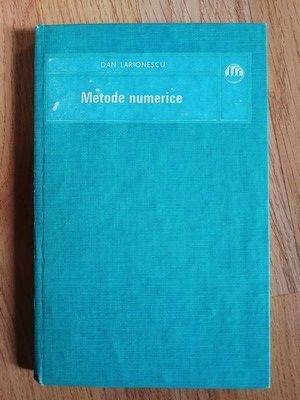 DAN LARIONESCU
Metode numerice